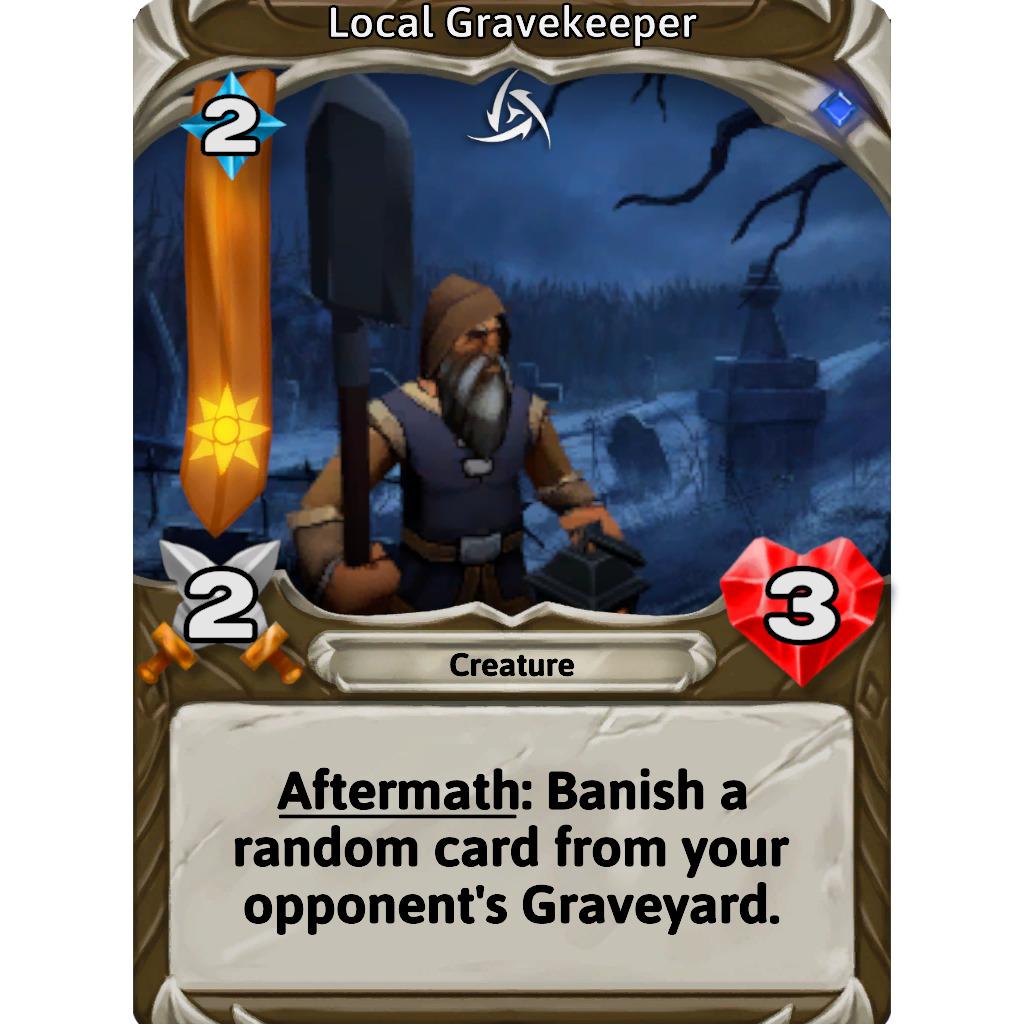 Local Gravekeeper
2
2
3
Creature
Aftermath: Banish a
random card from your
opponent's Graveyard.